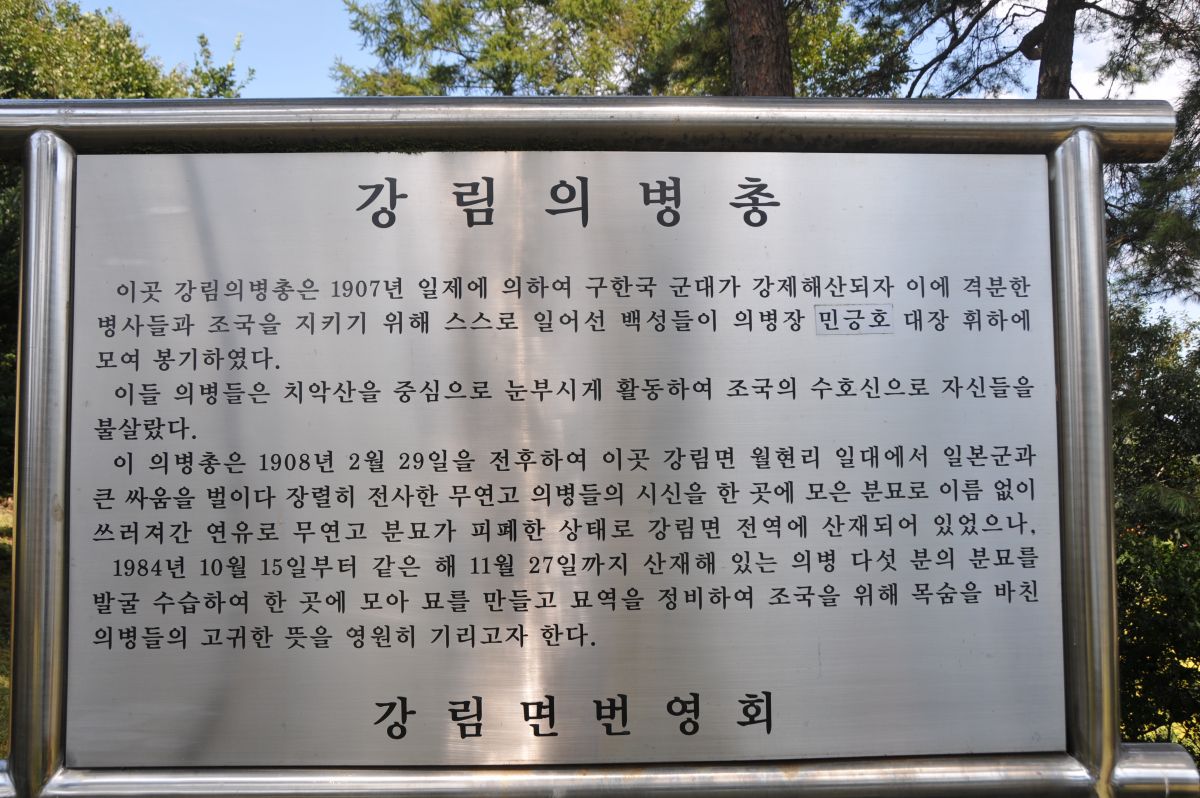 강림의병총
이곳 강림의병총은 1907년 일제에 의하여 구한국 군대가 강제해산되자 이에 격분한
병사들과 조국을 지키기 위해 스스로 일어선 백성들이 의병장 민긍호 대장 휘하에
모여 봉기하였다.
이들 의병들은 치악산을 중심으로 눈부시게 활동하여 조국의 수호신으로 자신들을
불살랐다.
이 의병총은 1908년 2월 29일을 전후하여 이곳 강림면 월현리 일대에서 일본군과
큰 싸움을 벌이다 장렬히 전사한 무연고 의병들의 시신을 한 곳에 모은 분묘로 이름 없이
쓰러져간 연유로 무연고 분묘가 피폐한 상태로 강림면 전역에 산재되어 있었으나,
1984년 10월 15일부터 같은 해 11월 27일까지 산재해 있는 의병 다섯 분의 분묘를
발굴 수습하여 한 곳에 모아 묘를 만들고 묘역을 정비하여 조국을 위해 목숨을 바친
의병들의 고귀한 뜻을 영원히 기리고자 한다.
강림면번영회